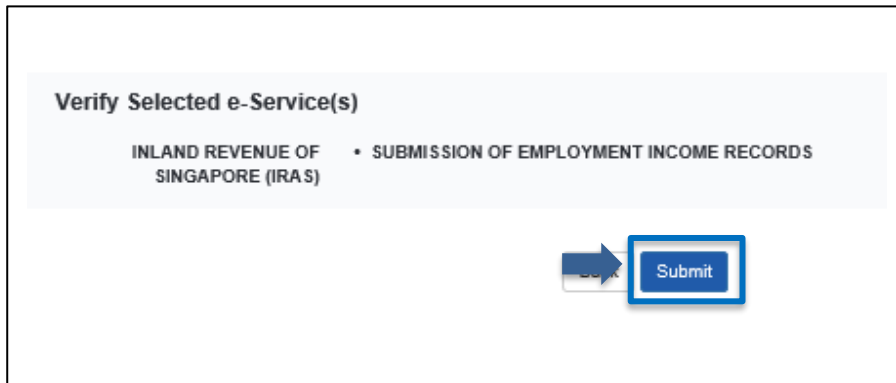 Verify Selected e-Service(s)
INLAND REVENUE OF • SUBMISSION OF EMPLOYMENT INCOME RECORDS
SINGAPORE (IRAS)
Submit